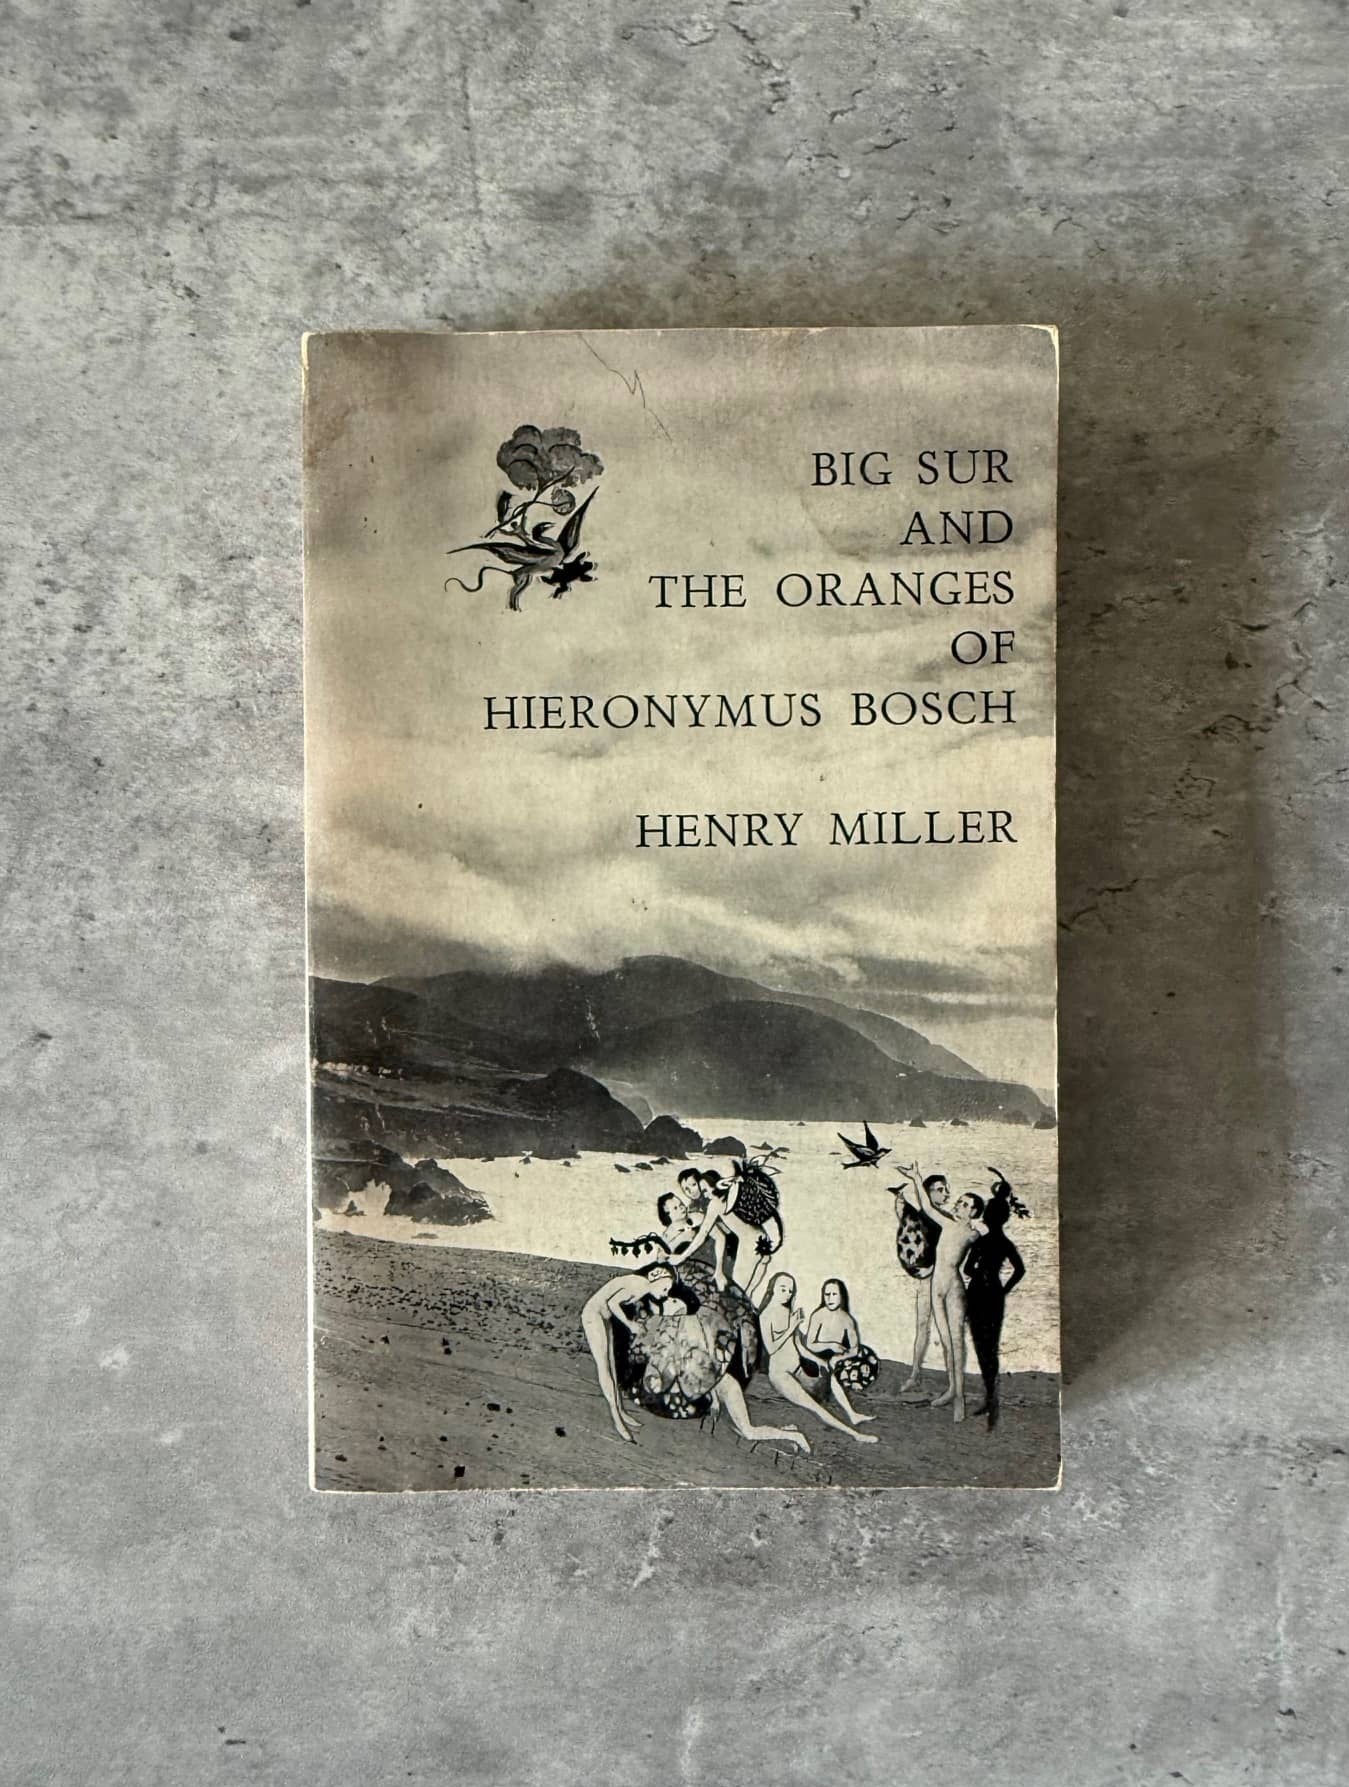 BIG SUR
AND
THE ORANGES
OF
HIERONYMUS BOSCH
HENRY MILLER